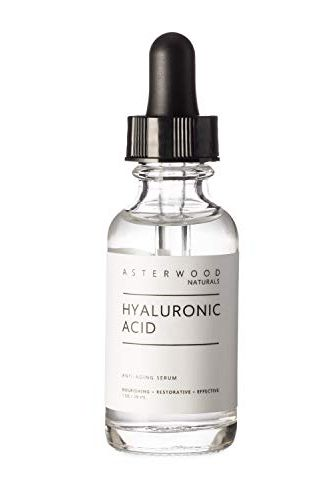 ASTERWOOD
NATURALS
HYALURONIC
ACID
ANTI-AGING SERUM
NOURISHING • RESTORATIVE • EFFECTIVE